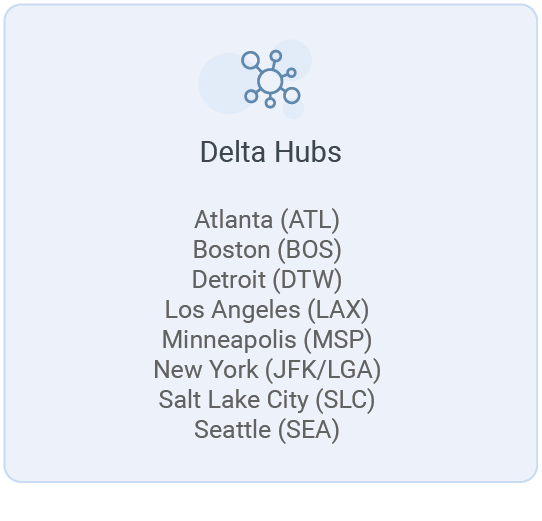 Delta Hubs
Atlanta (ATL)
Boston (BOS)
Detroit (DTW)
Los Angeles (LAX)
Minneapolis (MSP)
New York (JFK/LGA)
Salt Lake City (SLC)
Seattle (SEA)